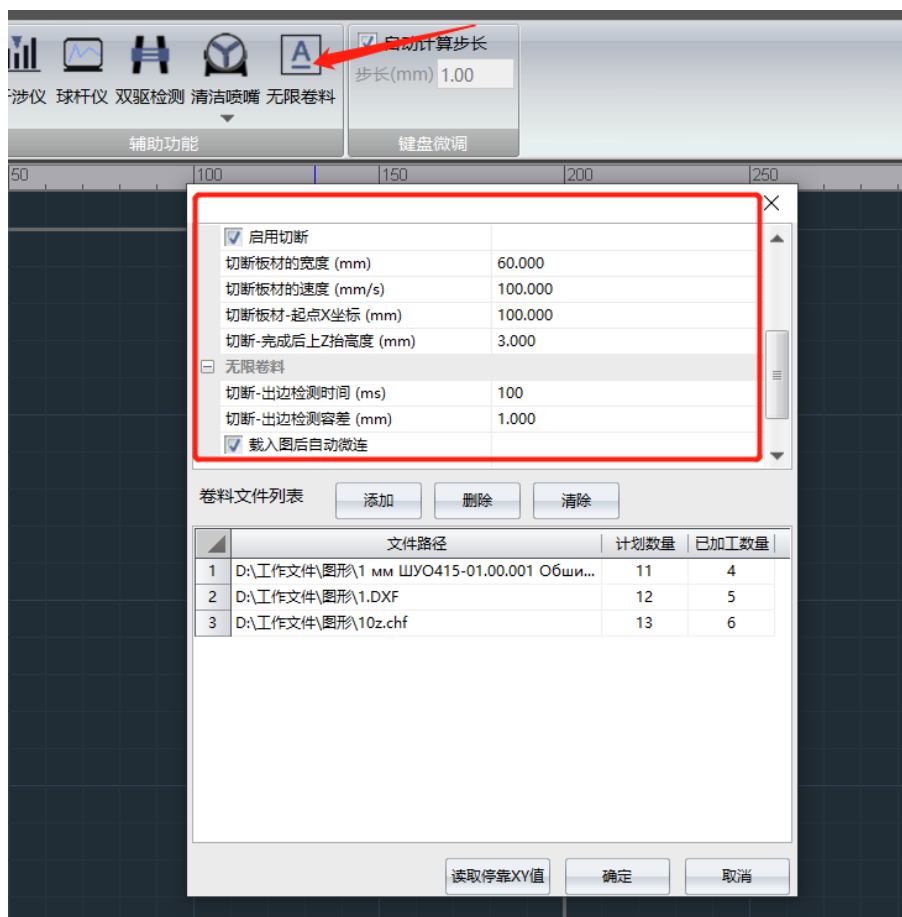 涉仪 球杆仪 双驱检测 清洁喷嘴 无限卷料
A
启动计算步长
步长(mm) 1.00
辅助功能 键盘微调
50 100 150 200 250
启用切断
切断板材的宽度 (mm) 60.000
切断板材的速度 (mm/s) 100.000
切断板材-起点X坐标 (mm) 100.000
切断-完成后上Z抬高度 (mm) 3.000
无限卷料
切断-出边检测时间 (ms) 100
切断-出边检测容差 (mm) 1.000
载入图后自动微连
卷料文件列表 添加 删除 清除
文件路径 计划数量 已加工数量
1 D:\工作文件\图形\1 мм ШУО415-01.00.001 Обши... 11 4
2 D:\工作文件\图形\1.DXF 12 5
3 D:\工作文件\图形\10z.chf 13 6
读取停靠XY值 确定 取消